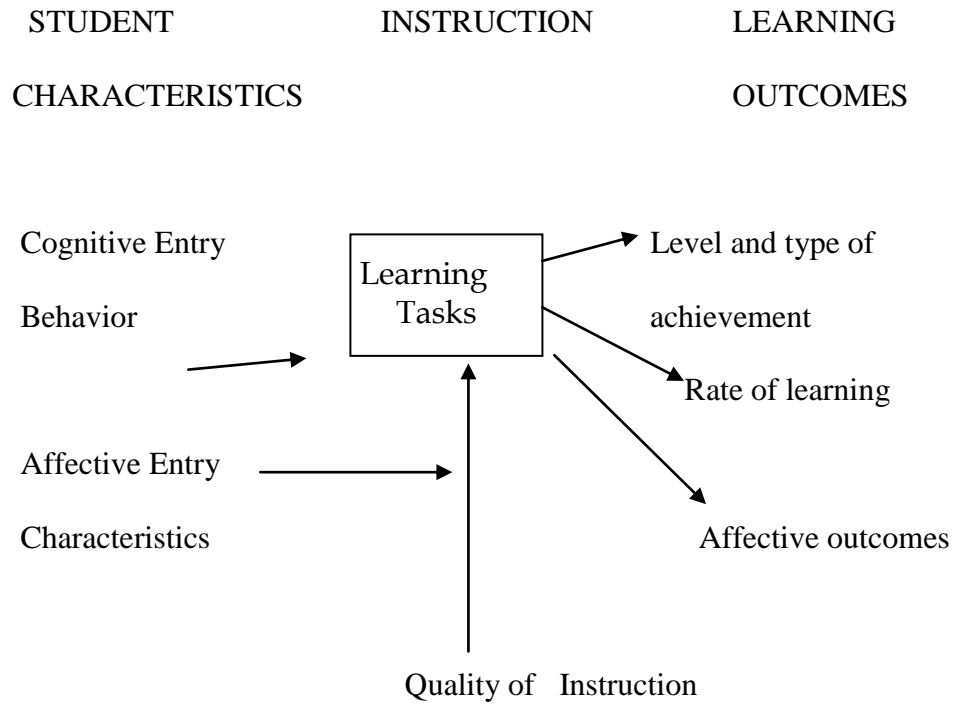 STUDENT INSTRUCTION LEARNING
CHARACTERISTICS OUTCOMES
Cognitive Entry
Behavior
Learning
Tasks
Level and type of
achievement
Rate of learning
Affective Entry
Characteristics
Affective outcomes
Quality of Instruction